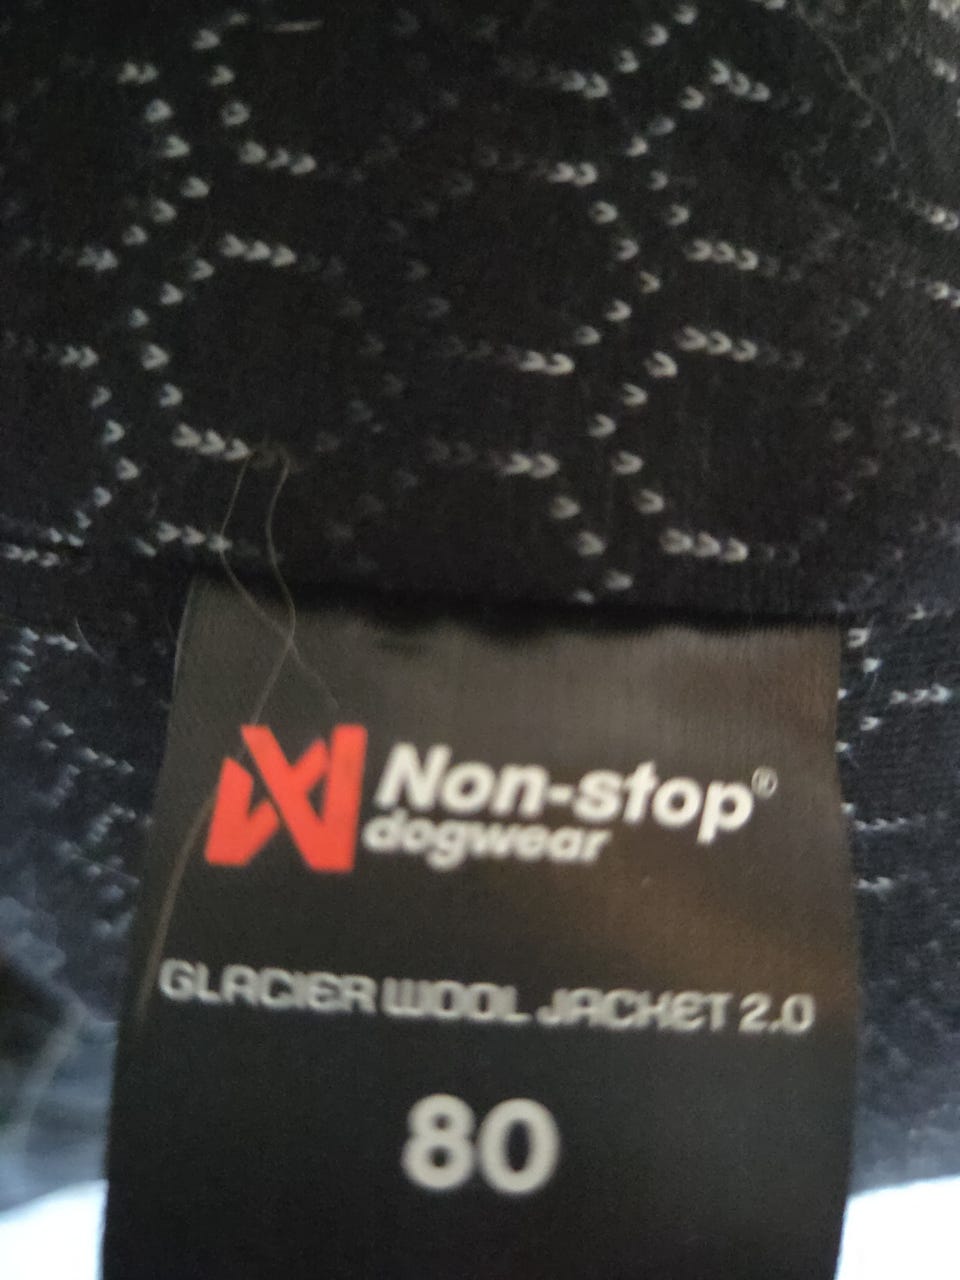 Non-stop®
dogwear
GLACIER WOOL JACKET 2.0
80